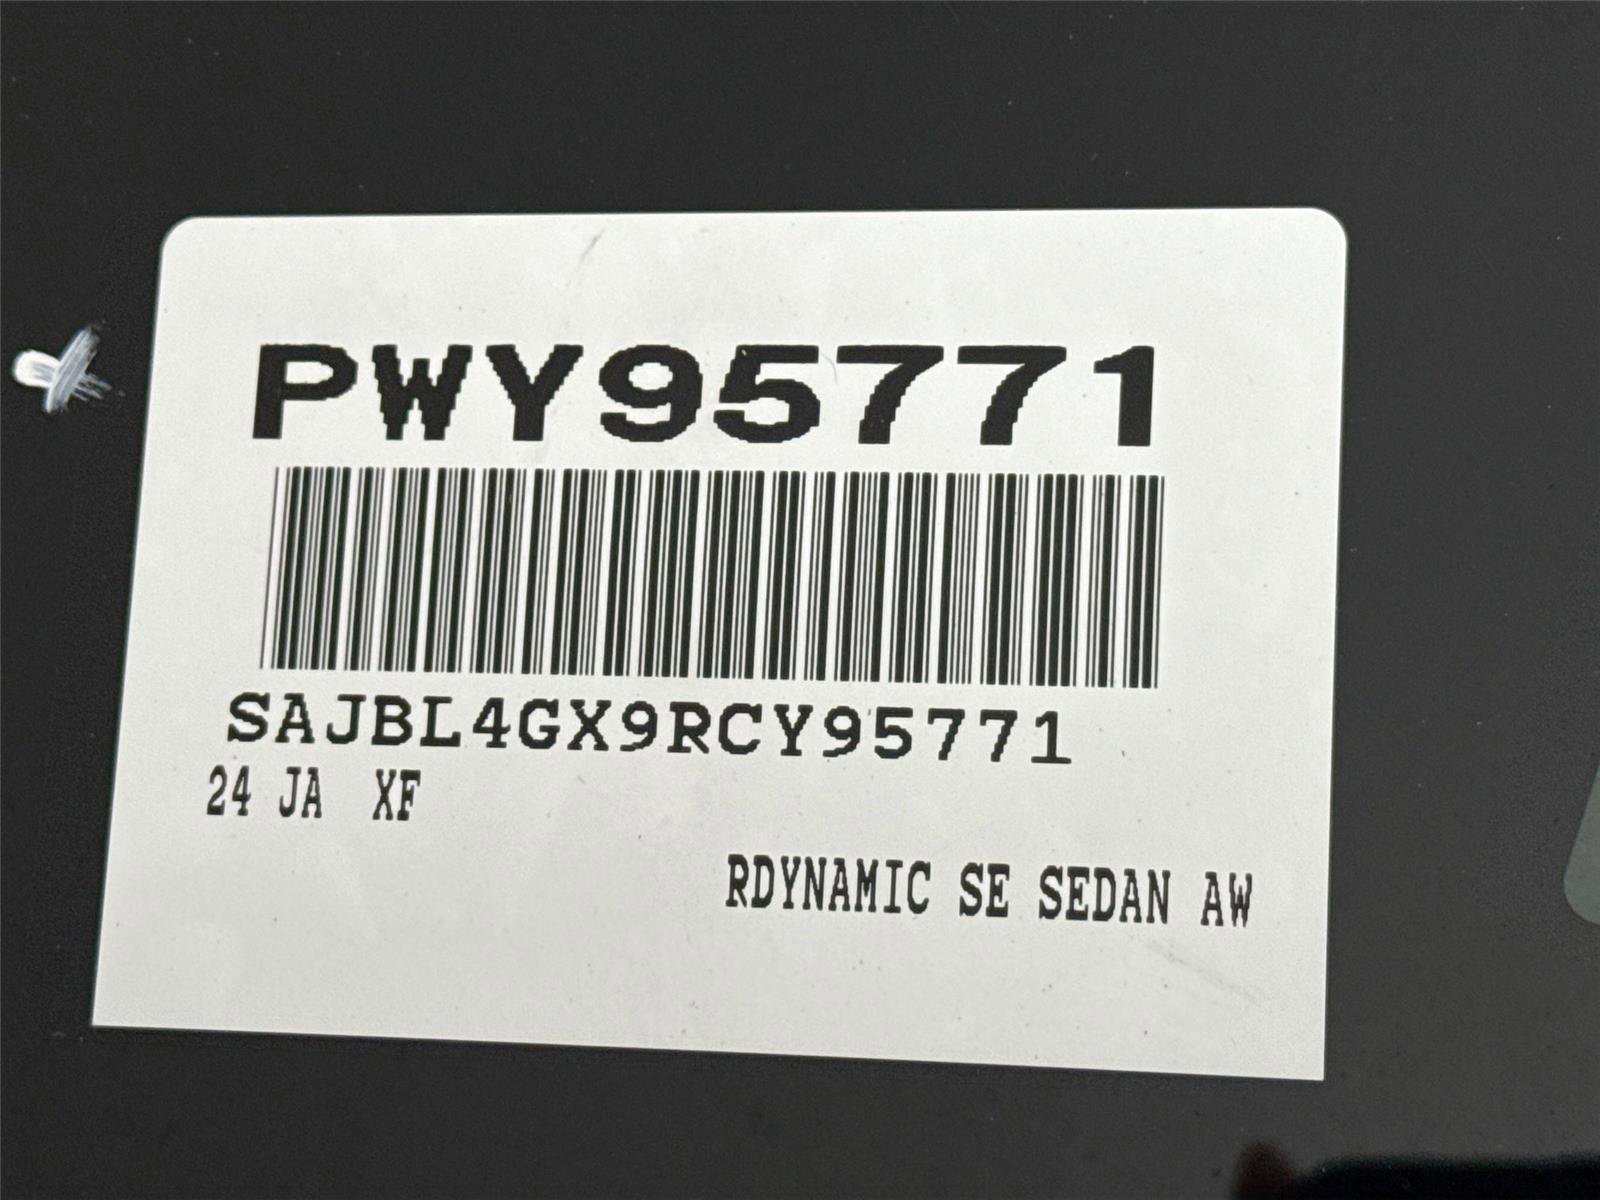 PWY95771
SAJBL4GX9RCY95771
24 JA XF
RDYNAMIC SE SEDAN AW